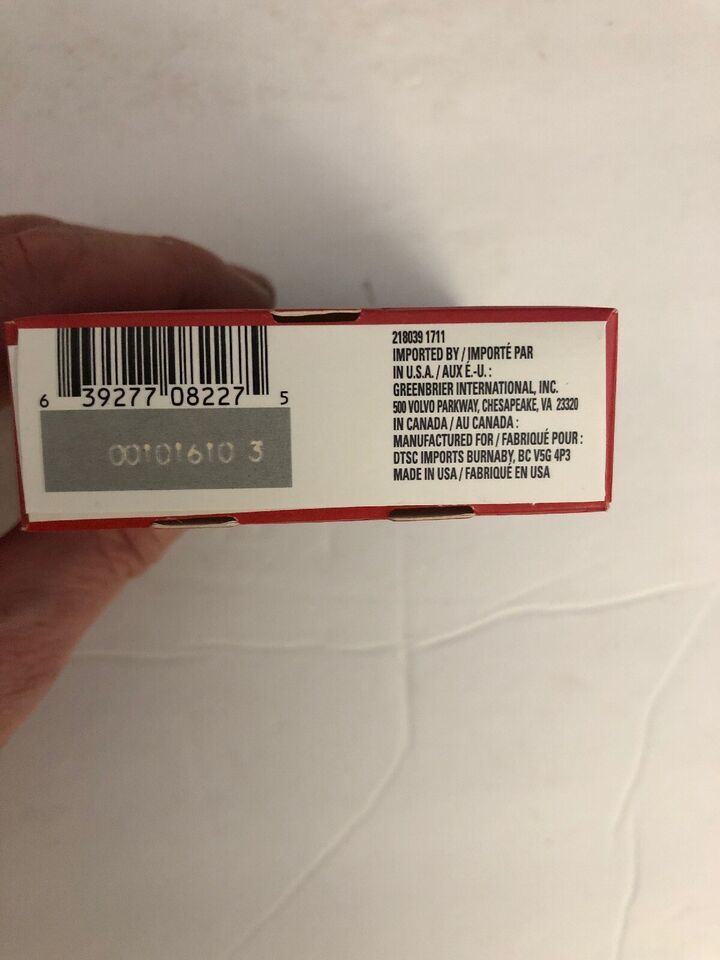 6 39277 08227 5
00101610 3
218039 1711
IMPORTED BY / IMPORTÉ PAR
IN U.S.A. / AUX É.-U. :
GREENBRIER INTERNATIONAL, INC.
500 VOLVO PARKWAY, CHESAPEAKE, VA 23320
IN CANADA / AU CANADA :
MANUFACTURED FOR / FABRIQUÉ POUR :
DTSC IMPORTS BURNABY, BC V5G 4P3
MADE IN USA / FABRIQUÉ EN USA